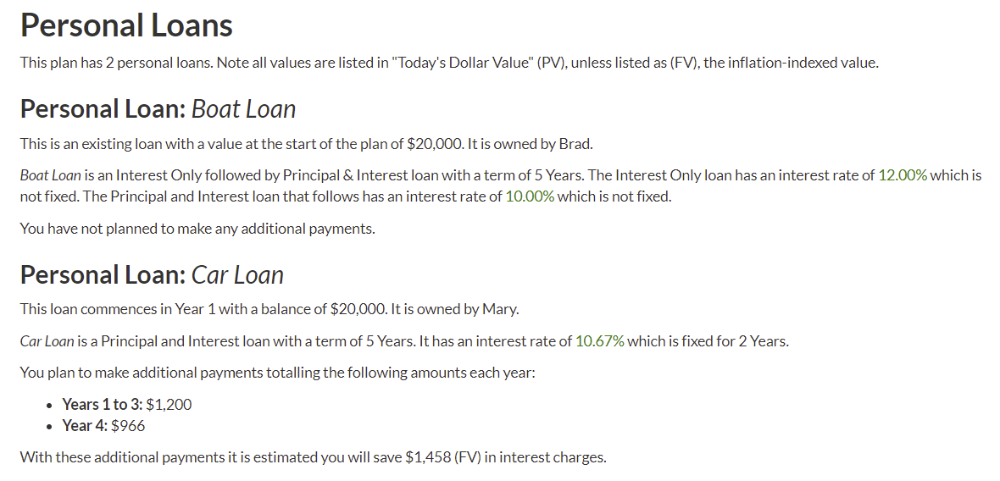 Personal Loans
This plan has 2 personal loans. Note all values are listed in "Today's Dollar Value" (PV), unless listed as (FV), the inflation-indexed value.
Personal Loan: Boat Loan
This is an existing loan with a value at the start of the plan of $20,000. It is owned by Brad.
Boat Loan is an Interest Only followed by Principal & Interest loan with a term of 5 Years. The Interest Only loan has an interest rate of 12.00% which is
not fixed. The Principal and Interest loan that follows has an interest rate of 10.00% which is not fixed.
You have not planned to make any additional payments.
Personal Loan: Car Loan
This loan commences in Year 1 with a balance of $20,000. It is owned by Mary.
Car Loan is a Principal and Interest loan with a term of 5 Years. It has an interest rate of 10.67% which is fixed for 2 Years.
You plan to make additional payments totalling the following amounts each year:
• Years 1 to 3: $1,200
• Year 4: $966
With these additional payments it is estimated you will save $1,458 (FV) in interest charges.